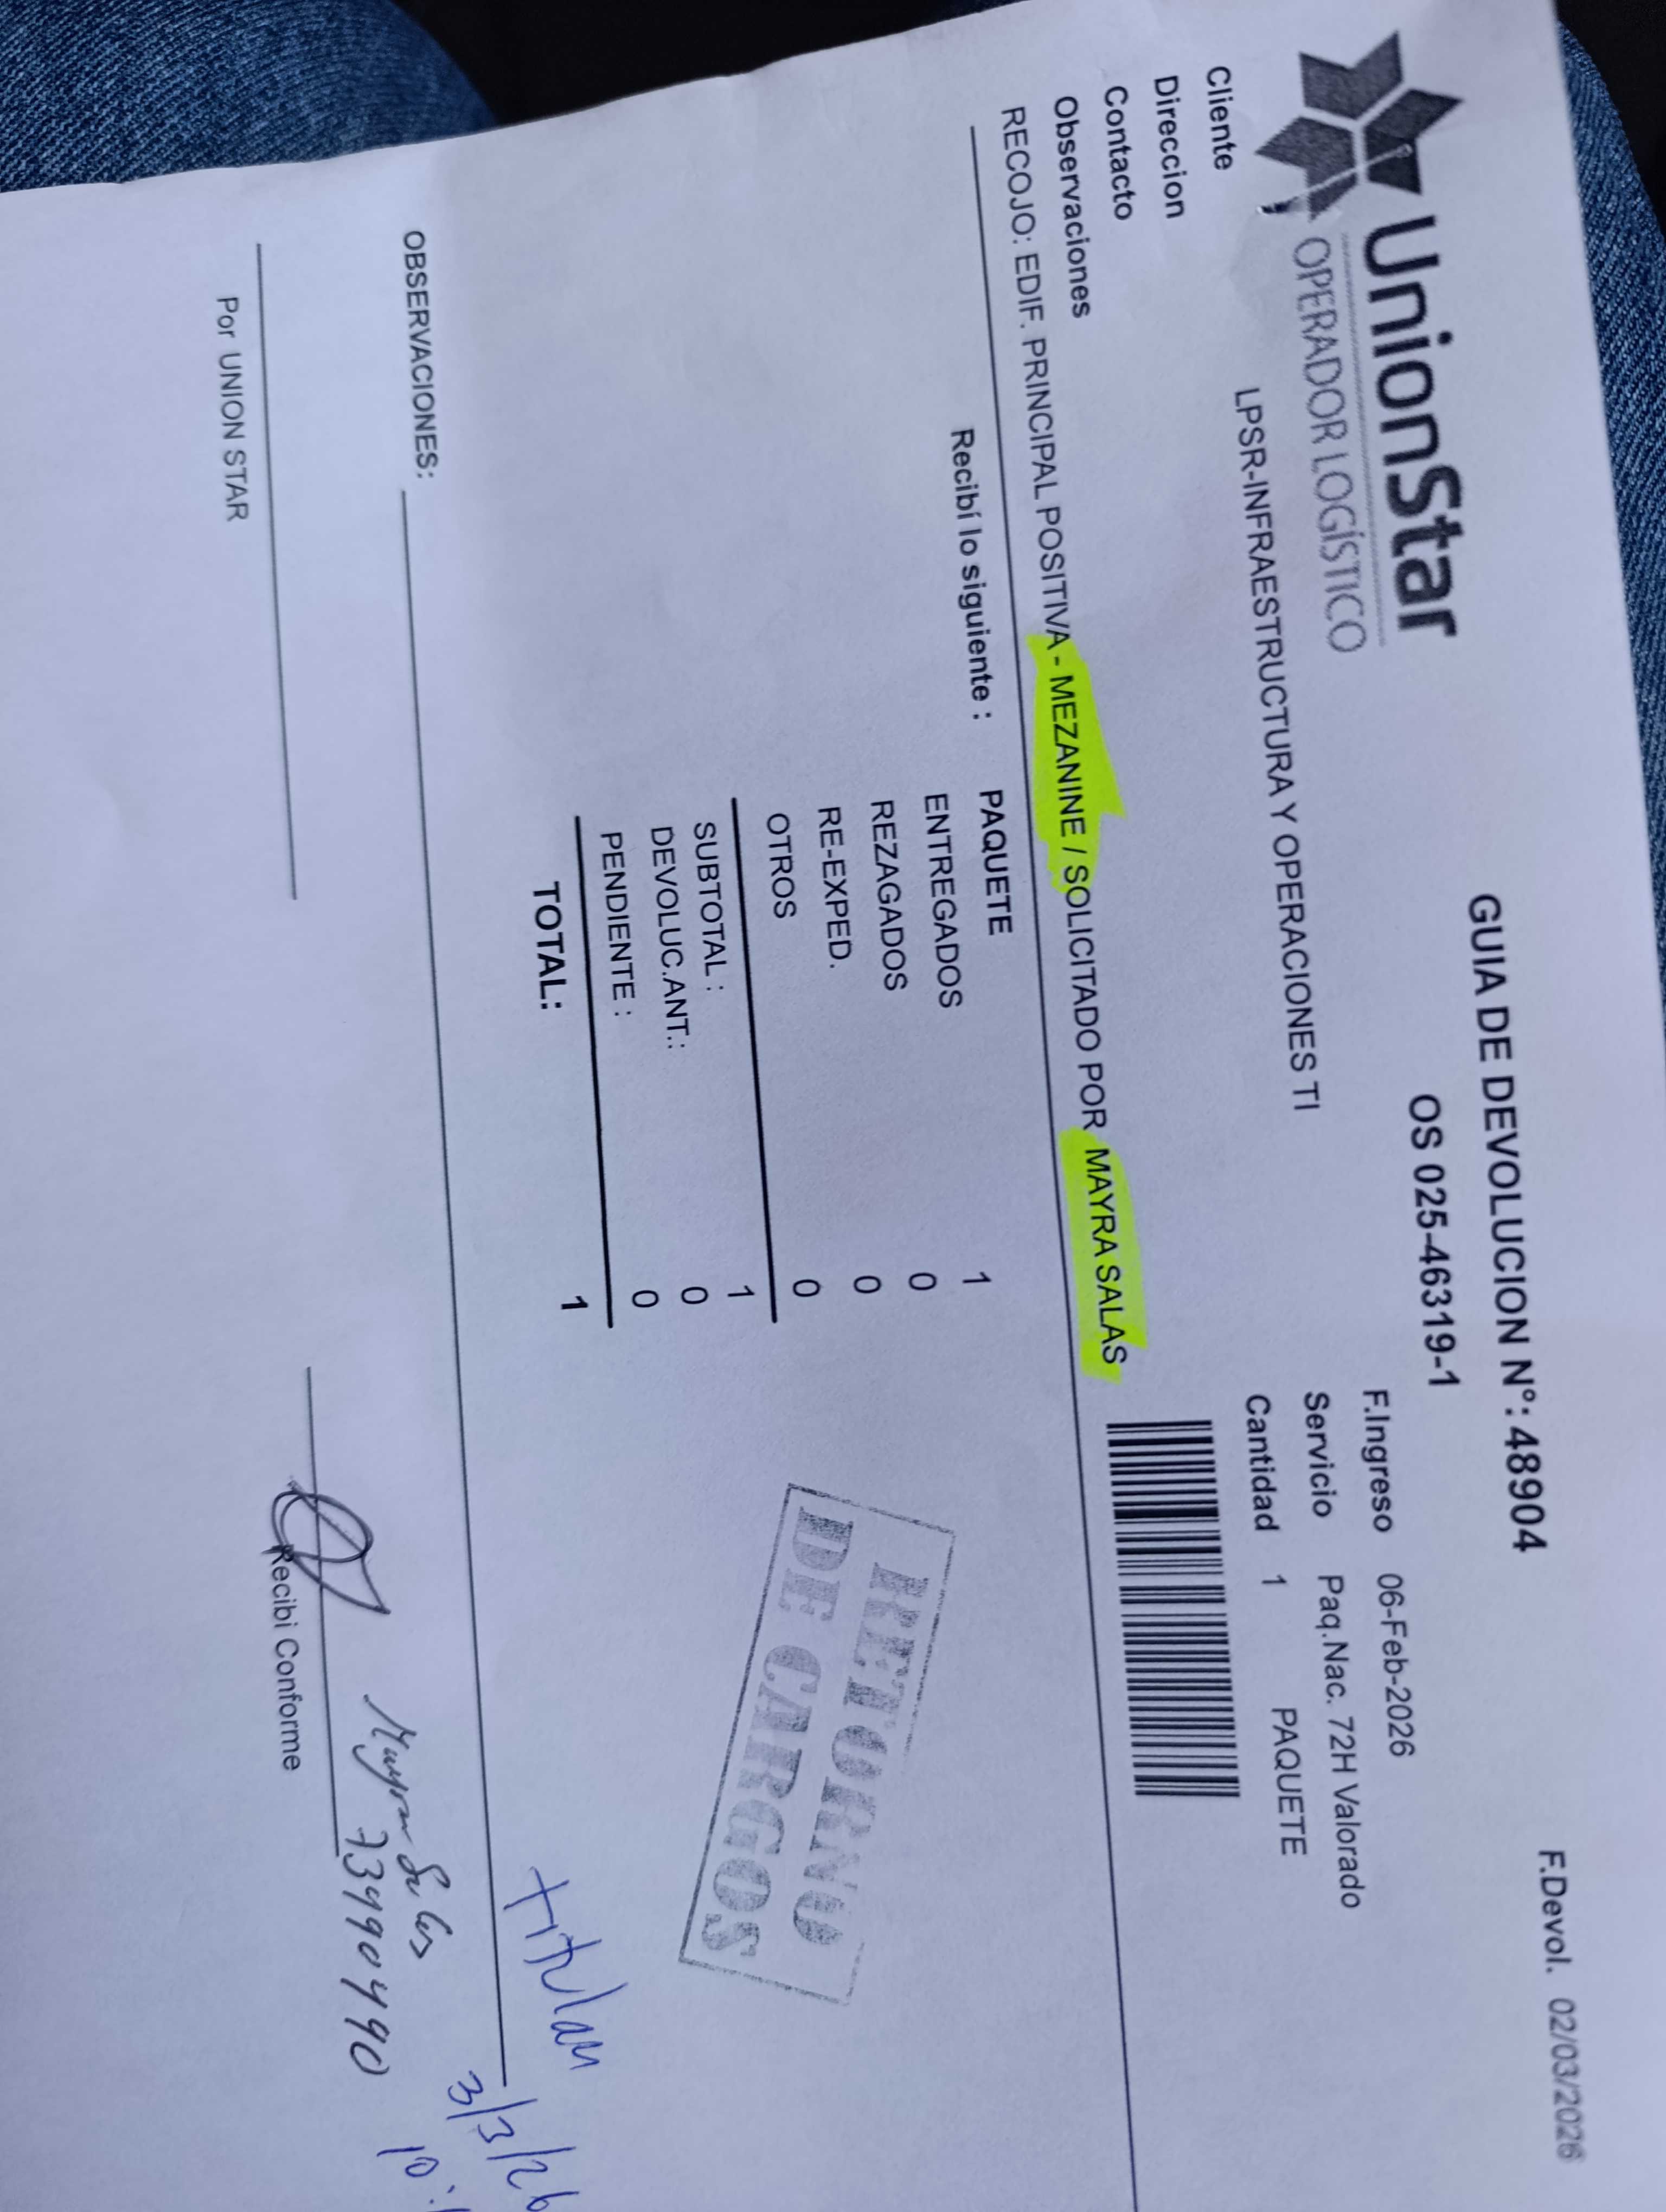 UnionStar
OPERADOR LOGÍSTICO
GUIA DE DEVOLUCION N°: 48904
OS 025-46319-1
F.Devol. 02/03/2026
F.Ingreso 06-Feb-2026
Servicio Paq.Nac. 72H Valorado
Cantidad 1 PAQUETE
Cliente LPSR-INFRAESTRUCTURA Y OPERACIONES TI
Direccion
Contacto
Observaciones
RECOJO: EDIF. PRINCIPAL POSITIVA - MEZANINE / SOLICITADO POR MAYRA SALAS
Recibí lo siguiente : PAQUETE
ENTREGADOS 1
REZAGADOS 0
RE-EXPED. 0
OTROS 0
SUBTOTAL : 1
DEVOLUC.ANT.: 0
PENDIENTE : 0
TOTAL: 1
RETORNO
DE CARGOS
titular
OBSERVACIONES:
3/3/26
Mayra Salas
73990490
Por UNION STAR
Recibi Conforme